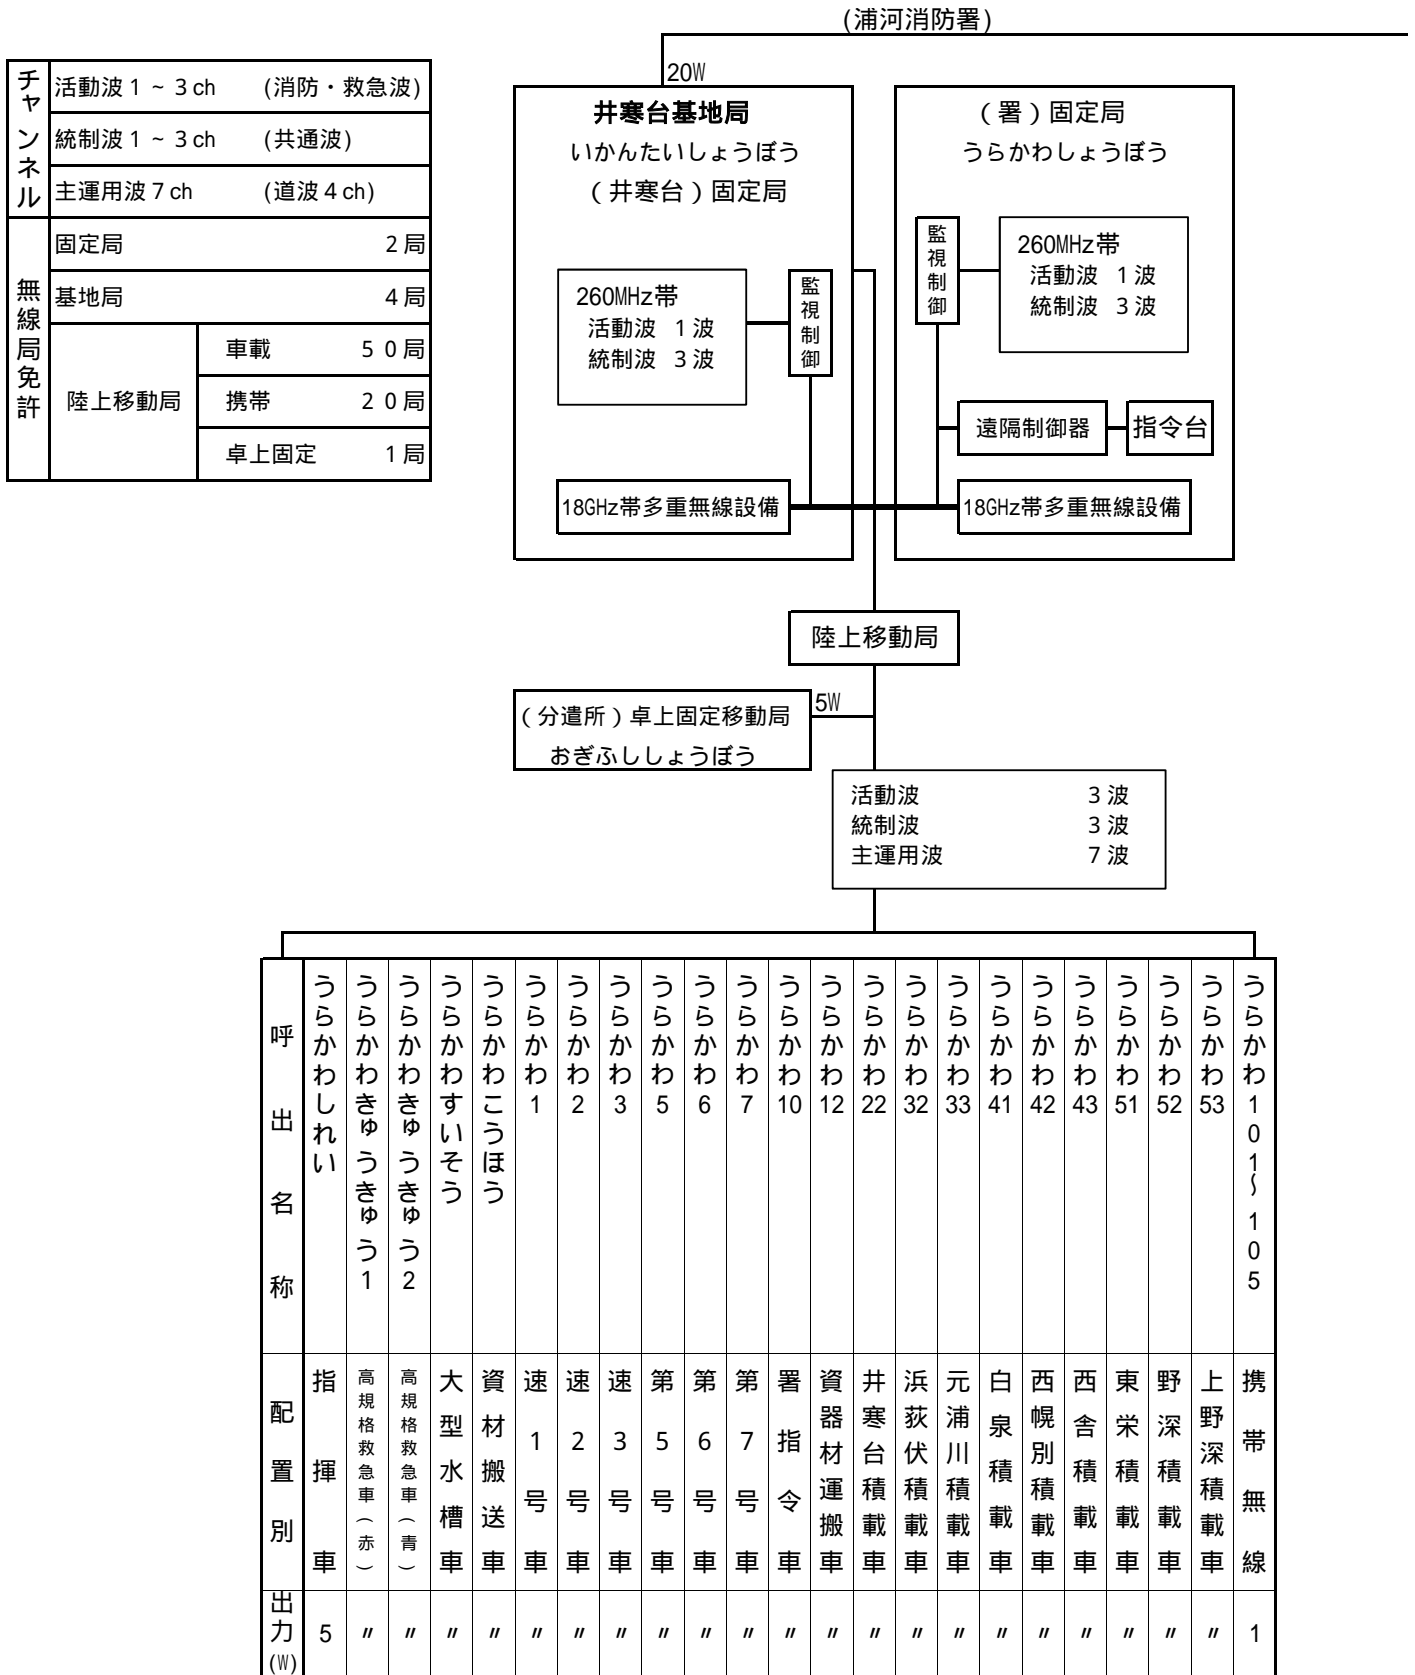 (浦河消防署)
チャンネル
活動波1~3ch (消防・救急波)
統制波1~3ch (共通波)
主運用波7ch (道波4ch)
無線局免許
固定局 2局
基地局 4局
陸上移動局
車載 50局
携帯 20局
卓上固定 1局
20W
井寒台基地局
いかんたいしょうぼう
(井寒台)固定局
260MHz帯
活動波 1波
統制波 3波
監視制御
18GHz帯多重無線設備
(署)固定局
うらかわしょうぼう
監視制御
260MHz帯
活動波 1波
統制波 3波
遠隔制御器
指令台
18GHz帯多重無線設備
陸上移動局
(分遣所)卓上固定移動局
おぎふししょうぼう
5W
活動波 3波
統制波 3波
主運用波 7波
呼出名称
うらかわしれい
うらかわきゅうきゅう1
うらかわきゅうきゅう2
うらかわすいそう
うらかわこうほう
うらかわ1
うらかわ2
うらかわ3
うらかわ5
うらかわ6
うらかわ7
うらかわ10
うらかわ12
うらかわ22
うらかわ32
うらかわ33
うらかわ41
うらかわ42
うらかわ43
うらかわ51
うらかわ52
うらかわ53
うらかわ101~105
配置別
指揮車
高規格救急車(赤)
高規格救急車(青)
大型水槽車
資材搬送車
速1号車
速2号車
速3号車
第5号車
第6号車
第7号車
署指令車
資器材運搬車
井寒台積載車
浜荻伏積載車
元浦川積載車
白泉積載車
西幌別積載車
西舎積載車
東栄積載車
野深積載車
上野深積載車
携帯無線
出力(W)
5 〃 〃 〃 〃 〃 〃 〃 〃 〃 〃 〃 〃 〃 〃 〃 〃 〃 〃 〃 〃 〃 1